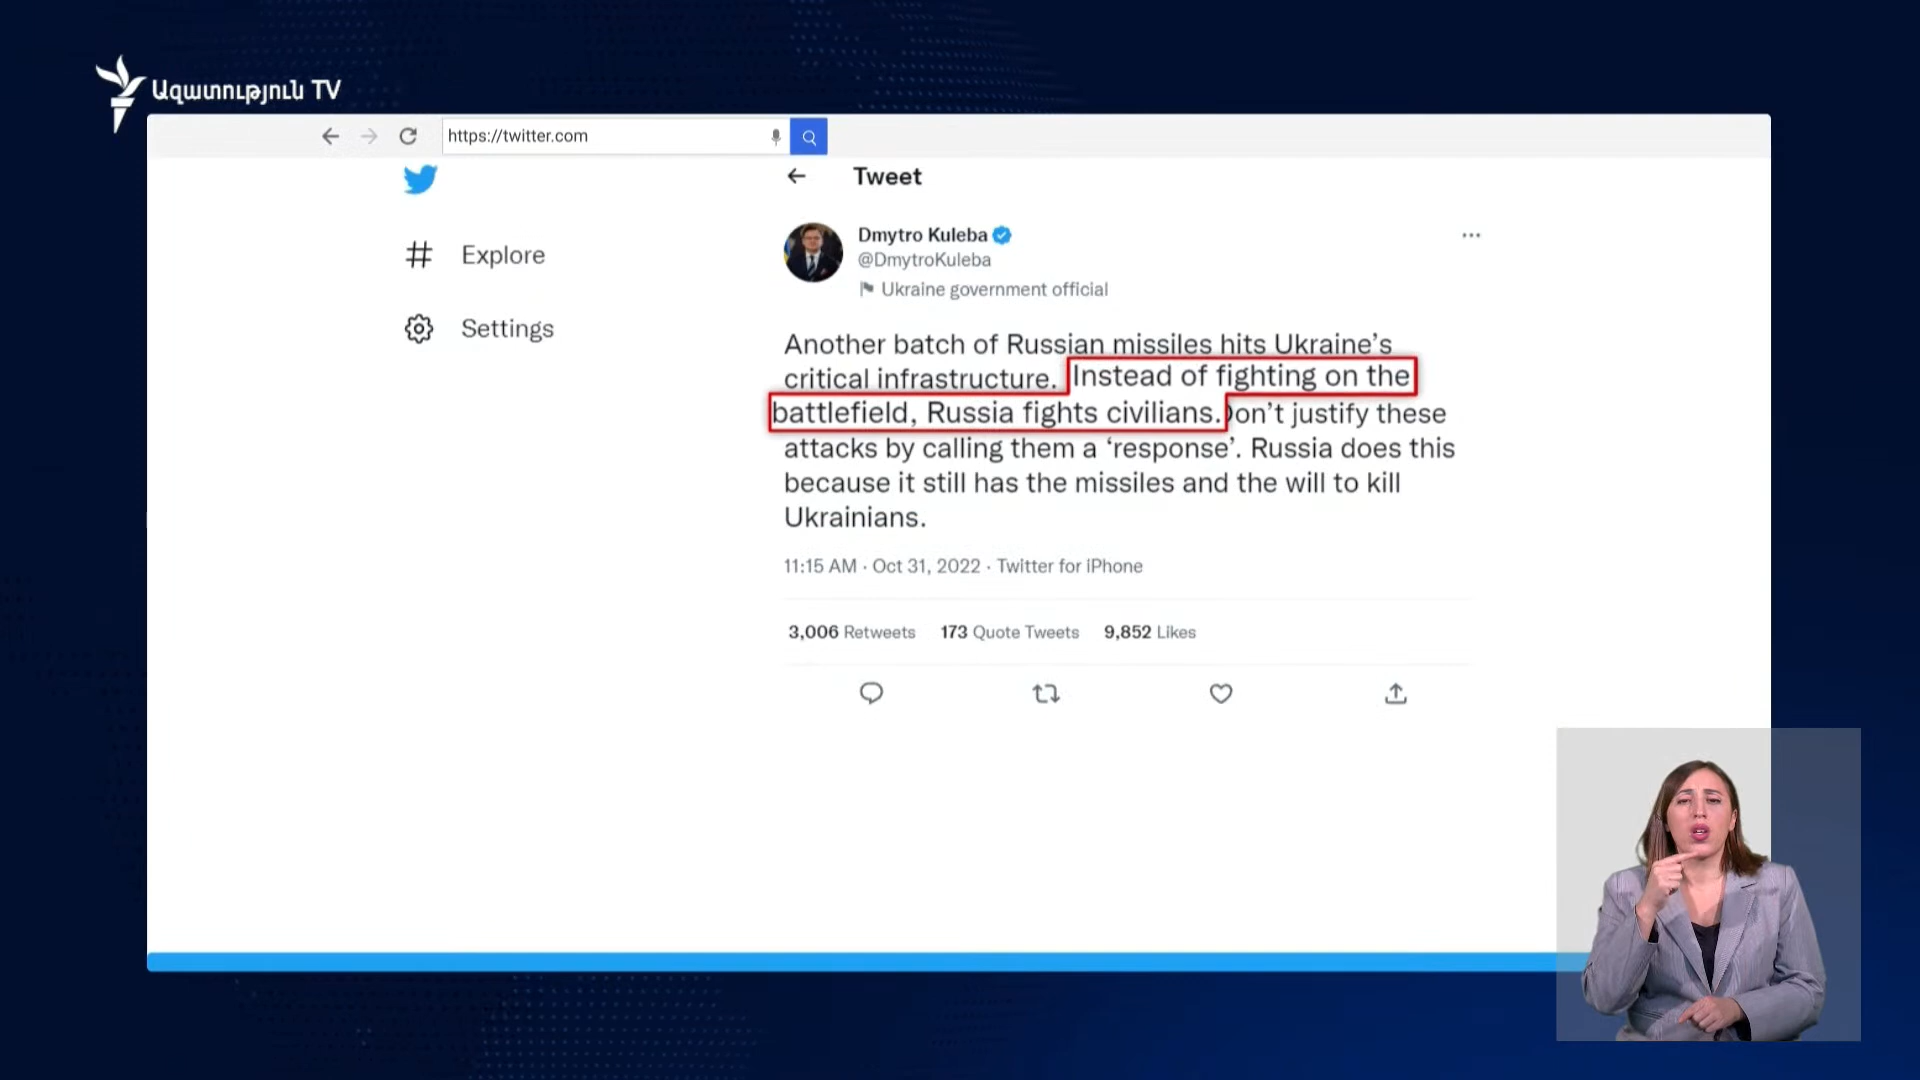 Ազատություն TV
https://twitter.com
Tweet
Explore
Settings
Dmytro Kuleba
@DmytroKuleba
Ukraine government official
Another batch of Russian missiles hits Ukraine’s
critical infrastructure. Instead of fighting on the
battlefield, Russia fights civilians. Don’t justify these
attacks by calling them a ‘response’. Russia does this
because it still has the missiles and the will to kill
Ukrainians.
11:15 AM · Oct 31, 2022 · Twitter for iPhone
3,006 Retweets 173 Quote Tweets 9,852 Likes